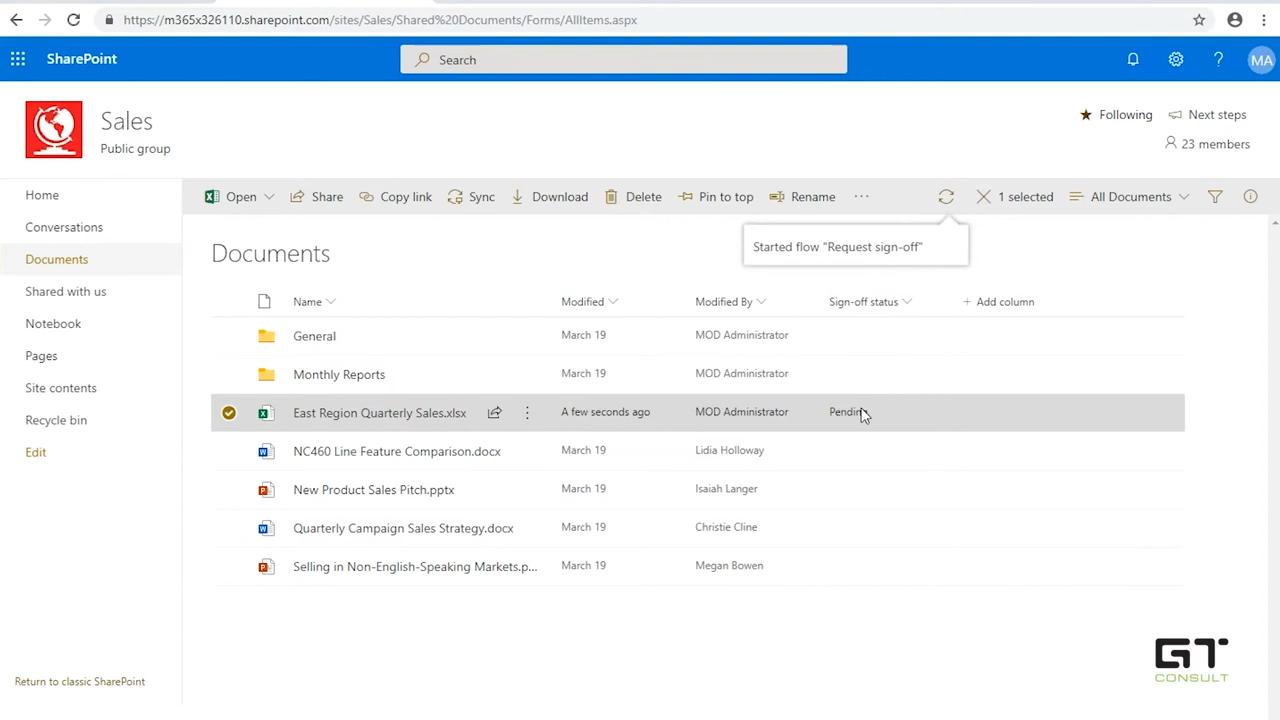 https://m365x326110.sharepoint.com/sites/Sales/Shared%20Documents/Forms/AllItems.aspx
SharePoint
Search
MA
Sales
Public group
Following
Next steps
23 members
Home
Conversations
Documents
Shared with us
Notebook
Pages
Site contents
Recycle bin
Edit
Return to classic SharePoint
Open
Share
Copy link
Sync
Download
Delete
Pin to top
Rename
1 selected
All Documents
Started flow "Request sign-off"
Documents
Name Modified Modified By Sign-off status + Add column
General March 19 MOD Administrator
Monthly Reports March 19 MOD Administrator
East Region Quarterly Sales.xlsx A few seconds ago MOD Administrator Pending
NC460 Line Feature Comparison.docx March 19 Lidia Holloway
New Product Sales Pitch.pptx March 19 Isaiah Langer
Quarterly Campaign Sales Strategy.docx March 19 Christie Cline
Selling in Non-English-Speaking Markets.p... March 19 Megan Bowen
GT
CONSULT